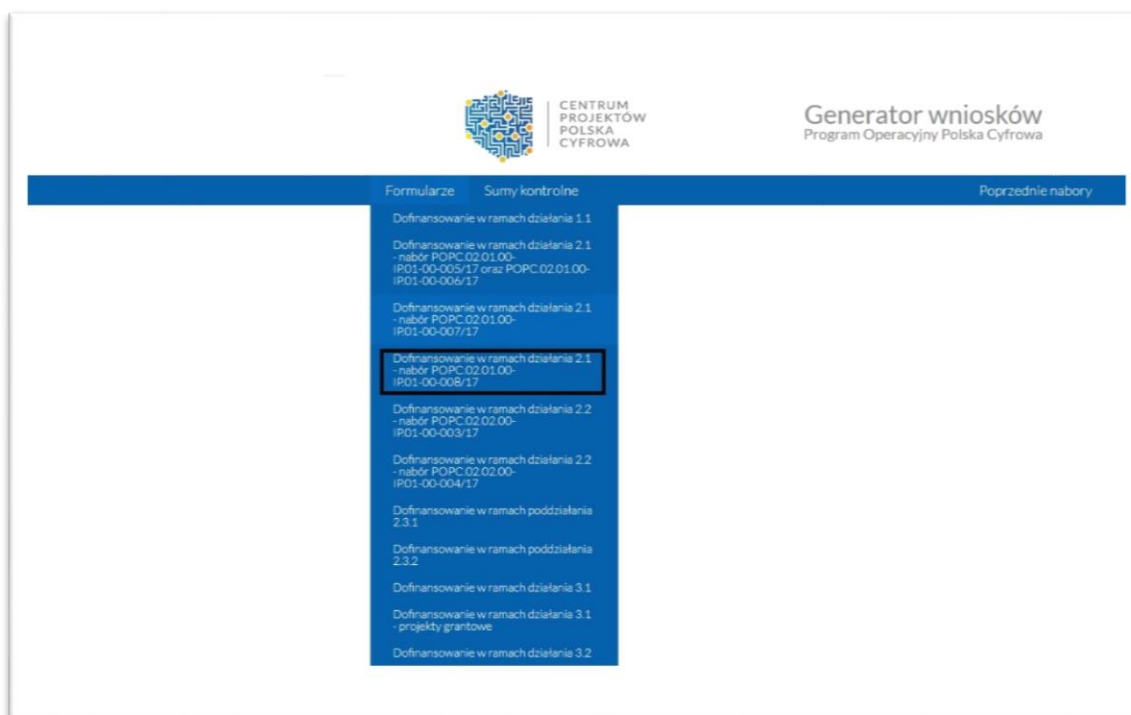 CENTRUM
PROJEKTÓW
POLSKA
CYFROWA
Generator wniosków
Program Operacyjny Polska Cyfrowa
Formularze
Sumy kontrolne
Poprzednie nabory
Dofinansowanie w ramach działania 1.1
Dofinansowanie w ramach działania 2.1
- nabór POPC.02.01.00-
IP.01-00-005/17 oraz POPC.02.01.00-
IP.01-00-006/17
Dofinansowanie w ramach działania 2.1
- nabór POPC.02.01.00-
IP.01-00-007/17
Dofinansowanie w ramach działania 2.1
- nabór POPC.02.01.00-
IP.01-00-008/17
Dofinansowanie w ramach działania 2.2
- nabór POPC.02.02.00-
IP.01-00-003/17
Dofinansowanie w ramach działania 2.2
- nabór POPC.02.02.00-
IP.01-00-004/17
Dofinansowanie w ramach poddziałania
2.3.1
Dofinansowanie w ramach poddziałania
2.3.2
Dofinansowanie w ramach działania 3.1
Dofinansowanie w ramach działania 3.1
- projekty grantowe
Dofinansowanie w ramach działania 3.2